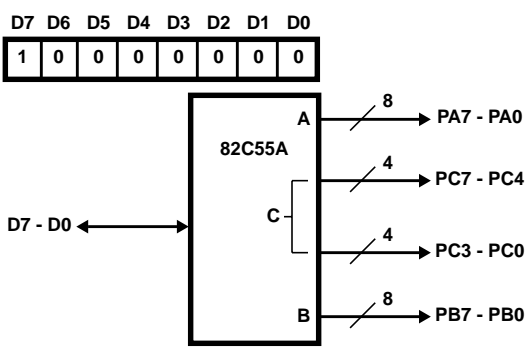 D7 D6 D5 D4 D3 D2 D1 D0
1 0 0 0 0 0 0 0
A 8 PA7 - PA0
82C55A
4 PC7 - PC4
C
D7 - D0
4 PC3 - PC0
B 8 PB7 - PB0